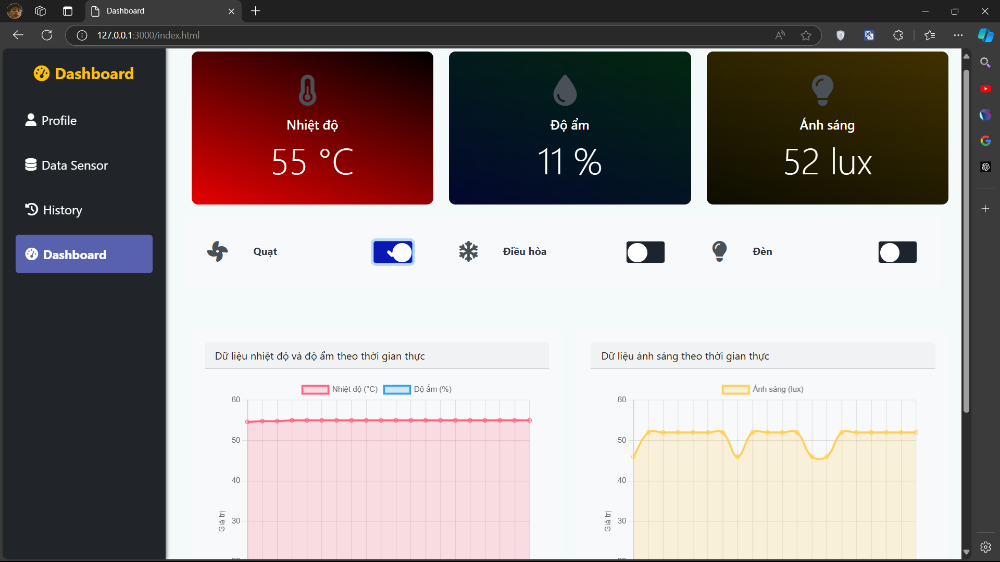 Dashboard
127.0.0.1:3000/index.html
Dashboard
Profile
Data Sensor
History
Dashboard
Nhiệt độ
55 °C
Độ ẩm
11 %
Ánh sáng
52 lux
Quạt
Điều hòa
Đèn
Dữ liệu nhiệt độ và độ ẩm theo thời gian thực
Nhiệt độ (°C)
Độ ẩm (%)
60
50
40
30
Giá trị
Dữ liệu ánh sáng theo thời gian thực
Ánh sáng (lux)
60
50
40
30
Giá trị